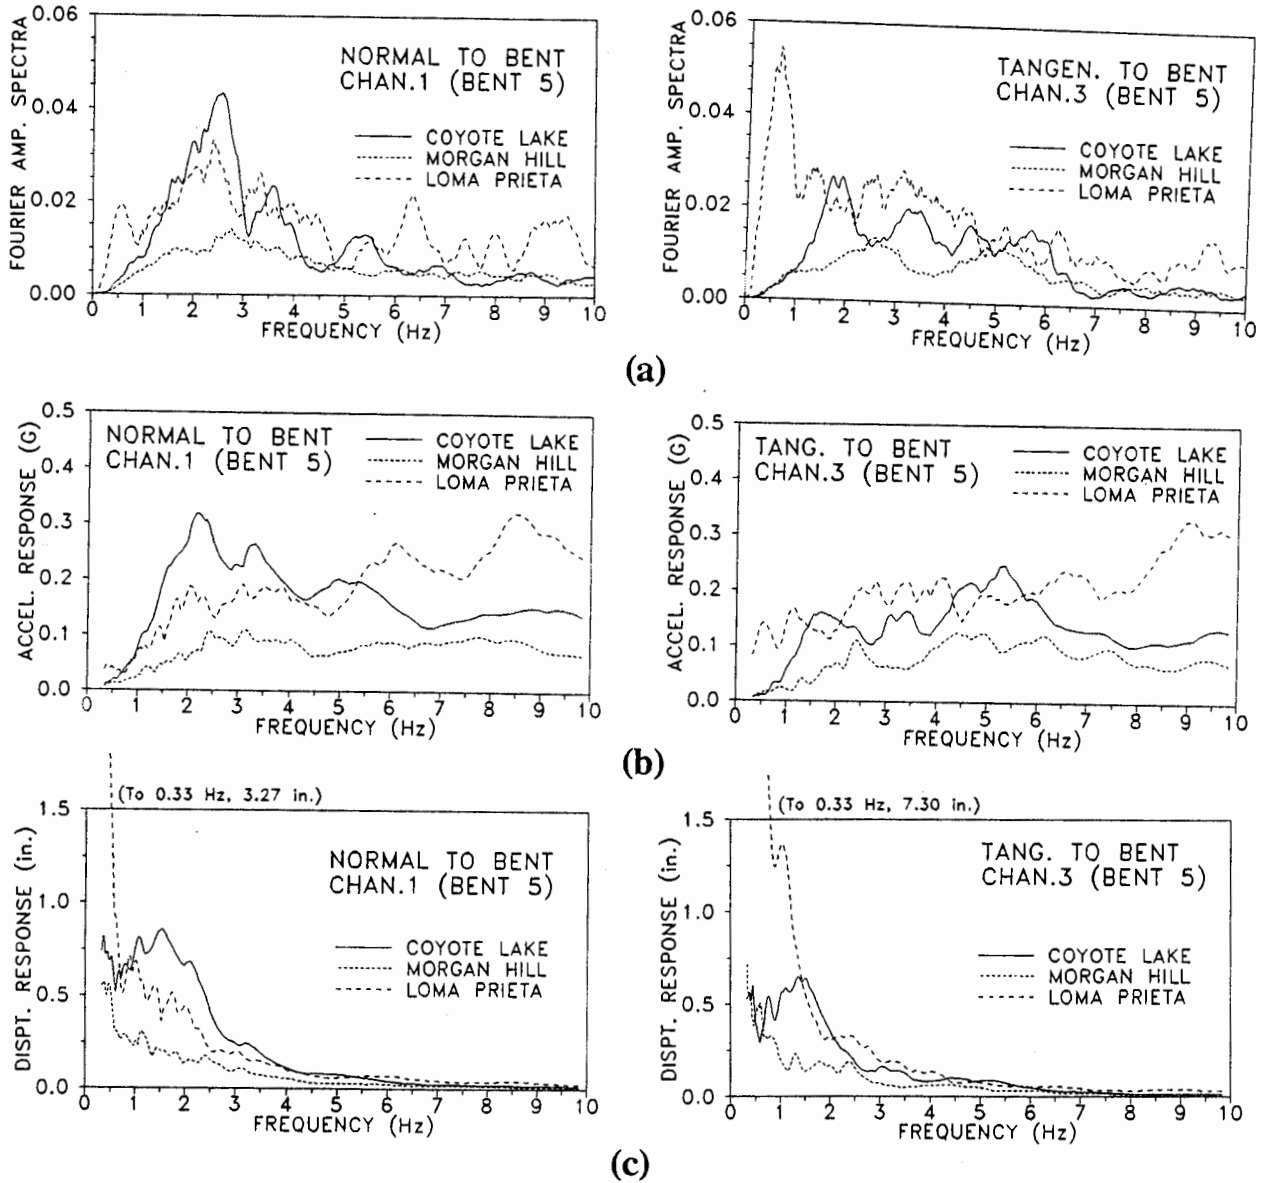 0.06
0.04
0.02
0.00
FOURIER AMP. SPECTRA
NORMAL TO BENT
CHAN.1 (BENT 5)
COYOTE LAKE
MORGAN HILL
LOMA PRIETA
1 2 3 4 5 6 7 8 9 10
FREQUENCY (Hz)
0.06
0.04
0.02
0.00
FOURIER AMP. SPECTRA
TANGEN. TO BENT
CHAN.3 (BENT 5)
COYOTE LAKE
MORGAN HILL
LOMA PRIETA
1 2 3 4 5 6 7 8 9 10
FREQUENCY (Hz)
(a)
0.5
0.4
0.3
0.2
0.1
0.0
ACCEL. RESPONSE (G)
NORMAL TO BENT
CHAN.1 (BENT 5)
COYOTE LAKE
MORGAN HILL
LOMA PRIETA
0 1 2 3 4 5 6 7 8 9 10
FREQUENCY (Hz)
0.5
0.4
0.3
0.2
0.1
0.0
ACCEL. RESPONSE (G)
TANG. TO BENT
CHAN.3 (BENT 5)
COYOTE LAKE
MORGAN HILL
LOMA PRIETA
0 1 2 3 4 5 6 7 8 9 10
FREQUENCY (Hz)
(b)
(To 0.33 Hz, 3.27 in.)
1.5
1.0
0.5
0.0
DISPT. RESPONSE (in.)
NORMAL TO BENT
CHAN.1 (BENT 5)
COYOTE LAKE
MORGAN HILL
LOMA PRIETA
0 1 2 3 4 5 6 7 8 9 10
FREQUENCY (Hz)
(To 0.33 Hz, 7.30 in.)
1.5
1.0
0.5
0.0
DISPT. RESPONSE (in.)
TANG. TO BENT
CHAN.3 (BENT 5)
COYOTE LAKE
MORGAN HILL
LOMA PRIETA
0 1 2 3 4 5 6 7 8 9 10
FREQUENCY (Hz)
(c)